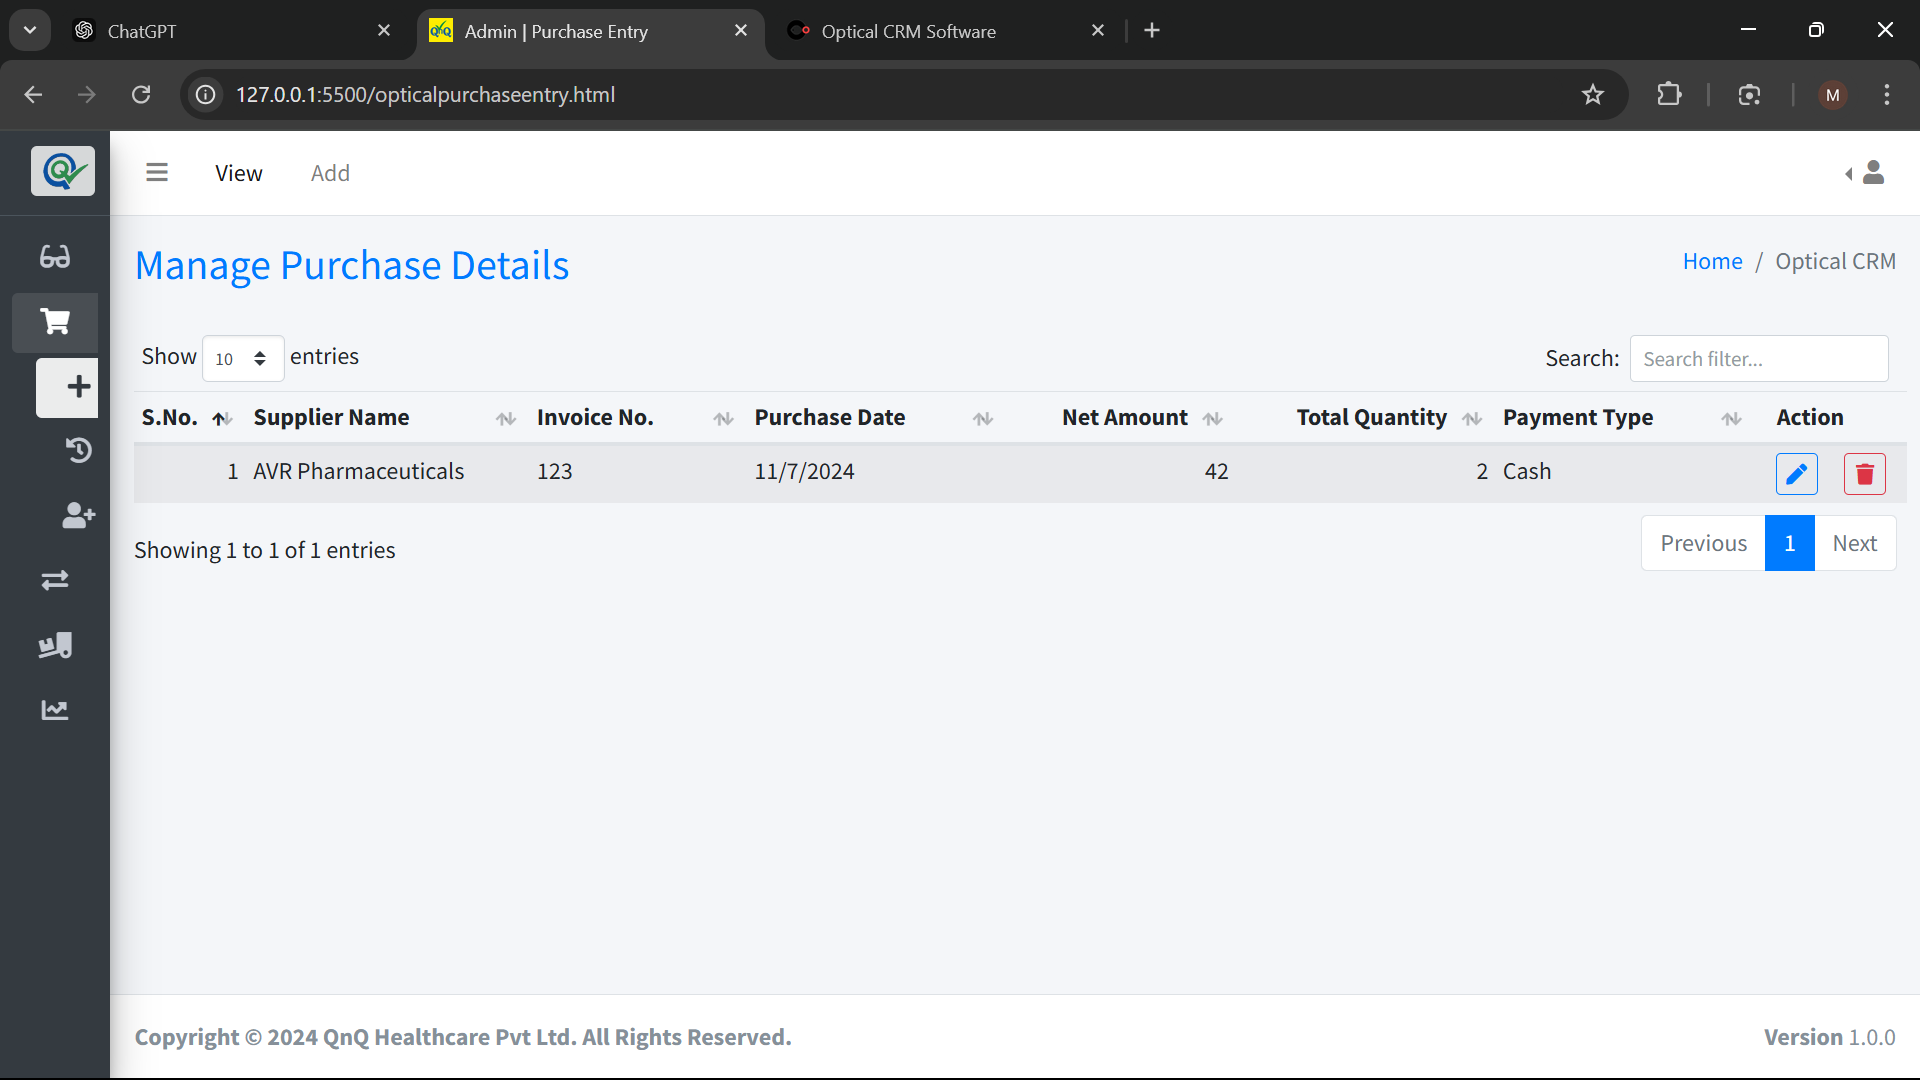 ChatGPT
Admin | Purchase Entry
Optical CRM Software
127.0.0.1:5500/opticalpurchaseentry.html
M
View Add
Manage Purchase Details
Home / Optical CRM
Show 10 entries
Search: Search filter...
S.No. Supplier Name Invoice No. Purchase Date Net Amount Total Quantity Payment Type Action
1 AVR Pharmaceuticals 123 11/7/2024 42 2 Cash
Showing 1 to 1 of 1 entries
Previous 1 Next
Copyright © 2024 QnQ Healthcare Pvt Ltd. All Rights Reserved.
Version 1.0.0